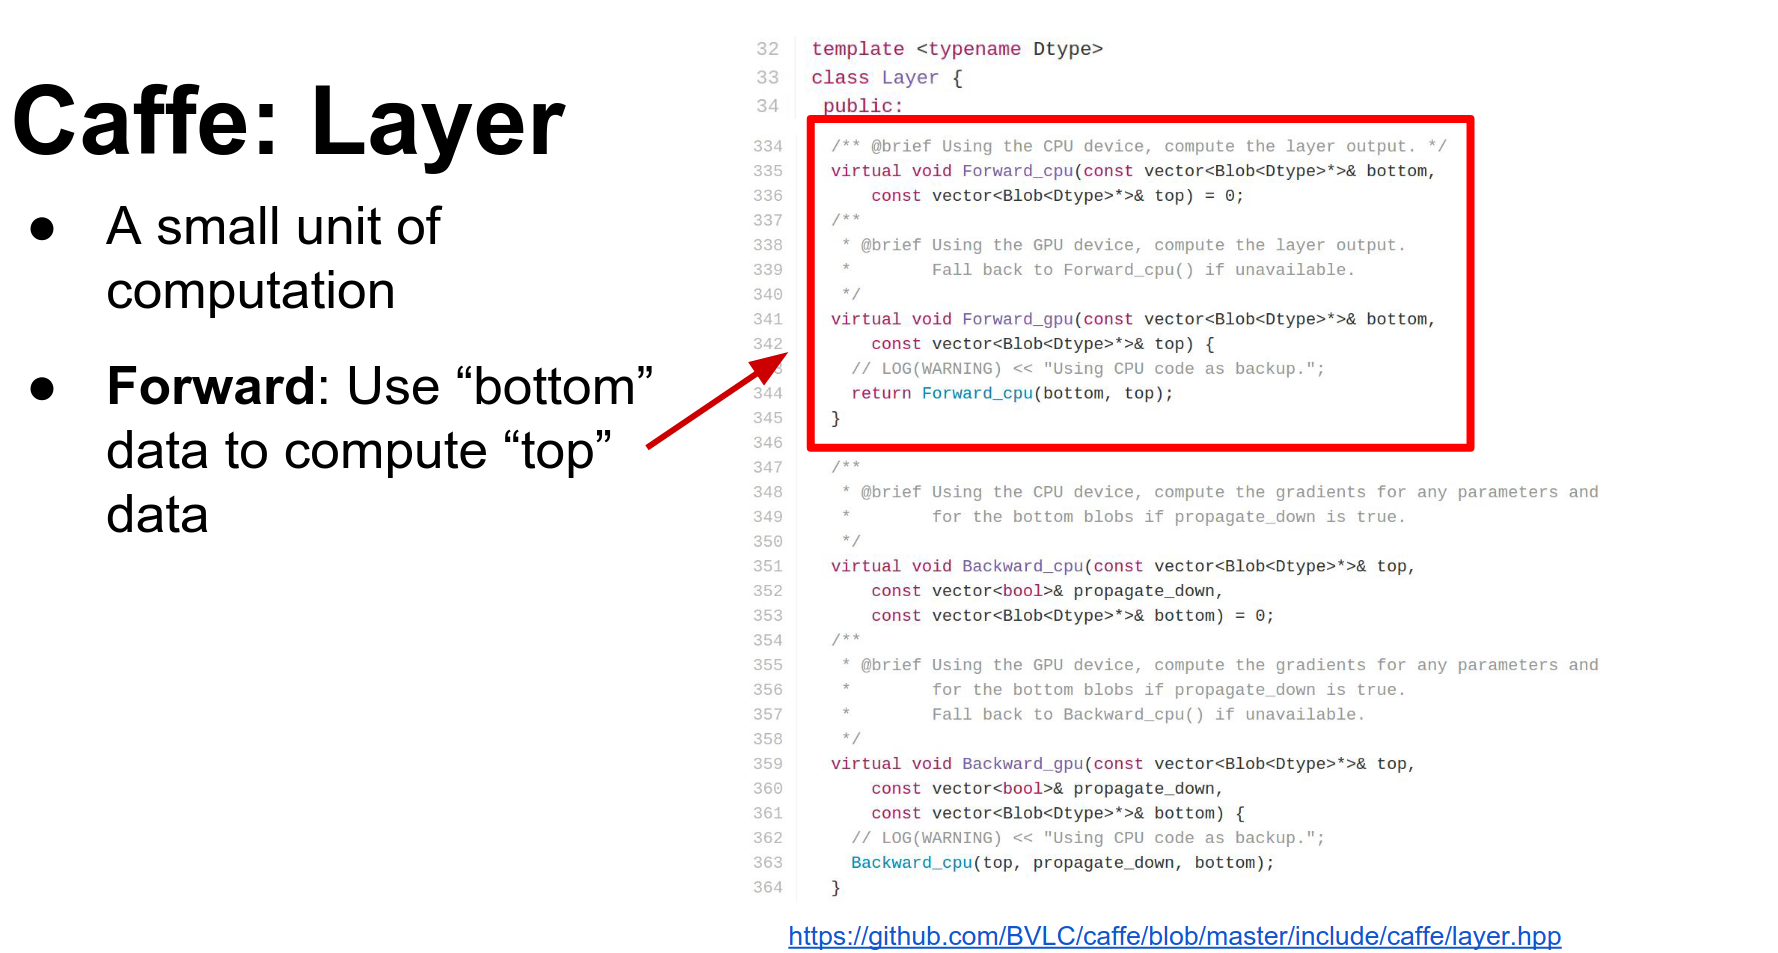 Caffe: Layer
● A small unit of
computation
● Forward: Use “bottom”
data to compute “top”
data
32 template <typename Dtype>
33 class Layer {
34 public:
334 /** @brief Using the CPU device, compute the layer output. */
335 virtual void Forward_cpu(const vector<Blob<Dtype>*>& bottom,
336 const vector<Blob<Dtype>*>& top) = 0;
337 /**
338 * @brief Using the GPU device, compute the layer output.
339 * Fall back to Forward_cpu() if unavailable.
340 */
341 virtual void Forward_gpu(const vector<Blob<Dtype>*>& bottom,
342 const vector<Blob<Dtype>*>& top) {
3 // LOG(WARNING) << "Using CPU code as backup.";
344 return Forward_cpu(bottom, top);
345 }
346
347 /**
348 * @brief Using the CPU device, compute the gradients for any parameters and
349 * for the bottom blobs if propagate_down is true.
350 */
351 virtual void Backward_cpu(const vector<Blob<Dtype>*>& top,
352 const vector<bool>& propagate_down,
353 const vector<Blob<Dtype>*>& bottom) = 0;
354 /**
355 * @brief Using the GPU device, compute the gradients for any parameters and
356 * for the bottom blobs if propagate_down is true.
357 * Fall back to Backward_cpu() if unavailable.
358 */
359 virtual void Backward_gpu(const vector<Blob<Dtype>*>& top,
360 const vector<bool>& propagate_down,
361 const vector<Blob<Dtype>*>& bottom) {
362 // LOG(WARNING) << "Using CPU code as backup.";
363 Backward_cpu(top, propagate_down, bottom);
364 }
https://github.com/BVLC/caffe/blob/master/include/caffe/layer.hpp